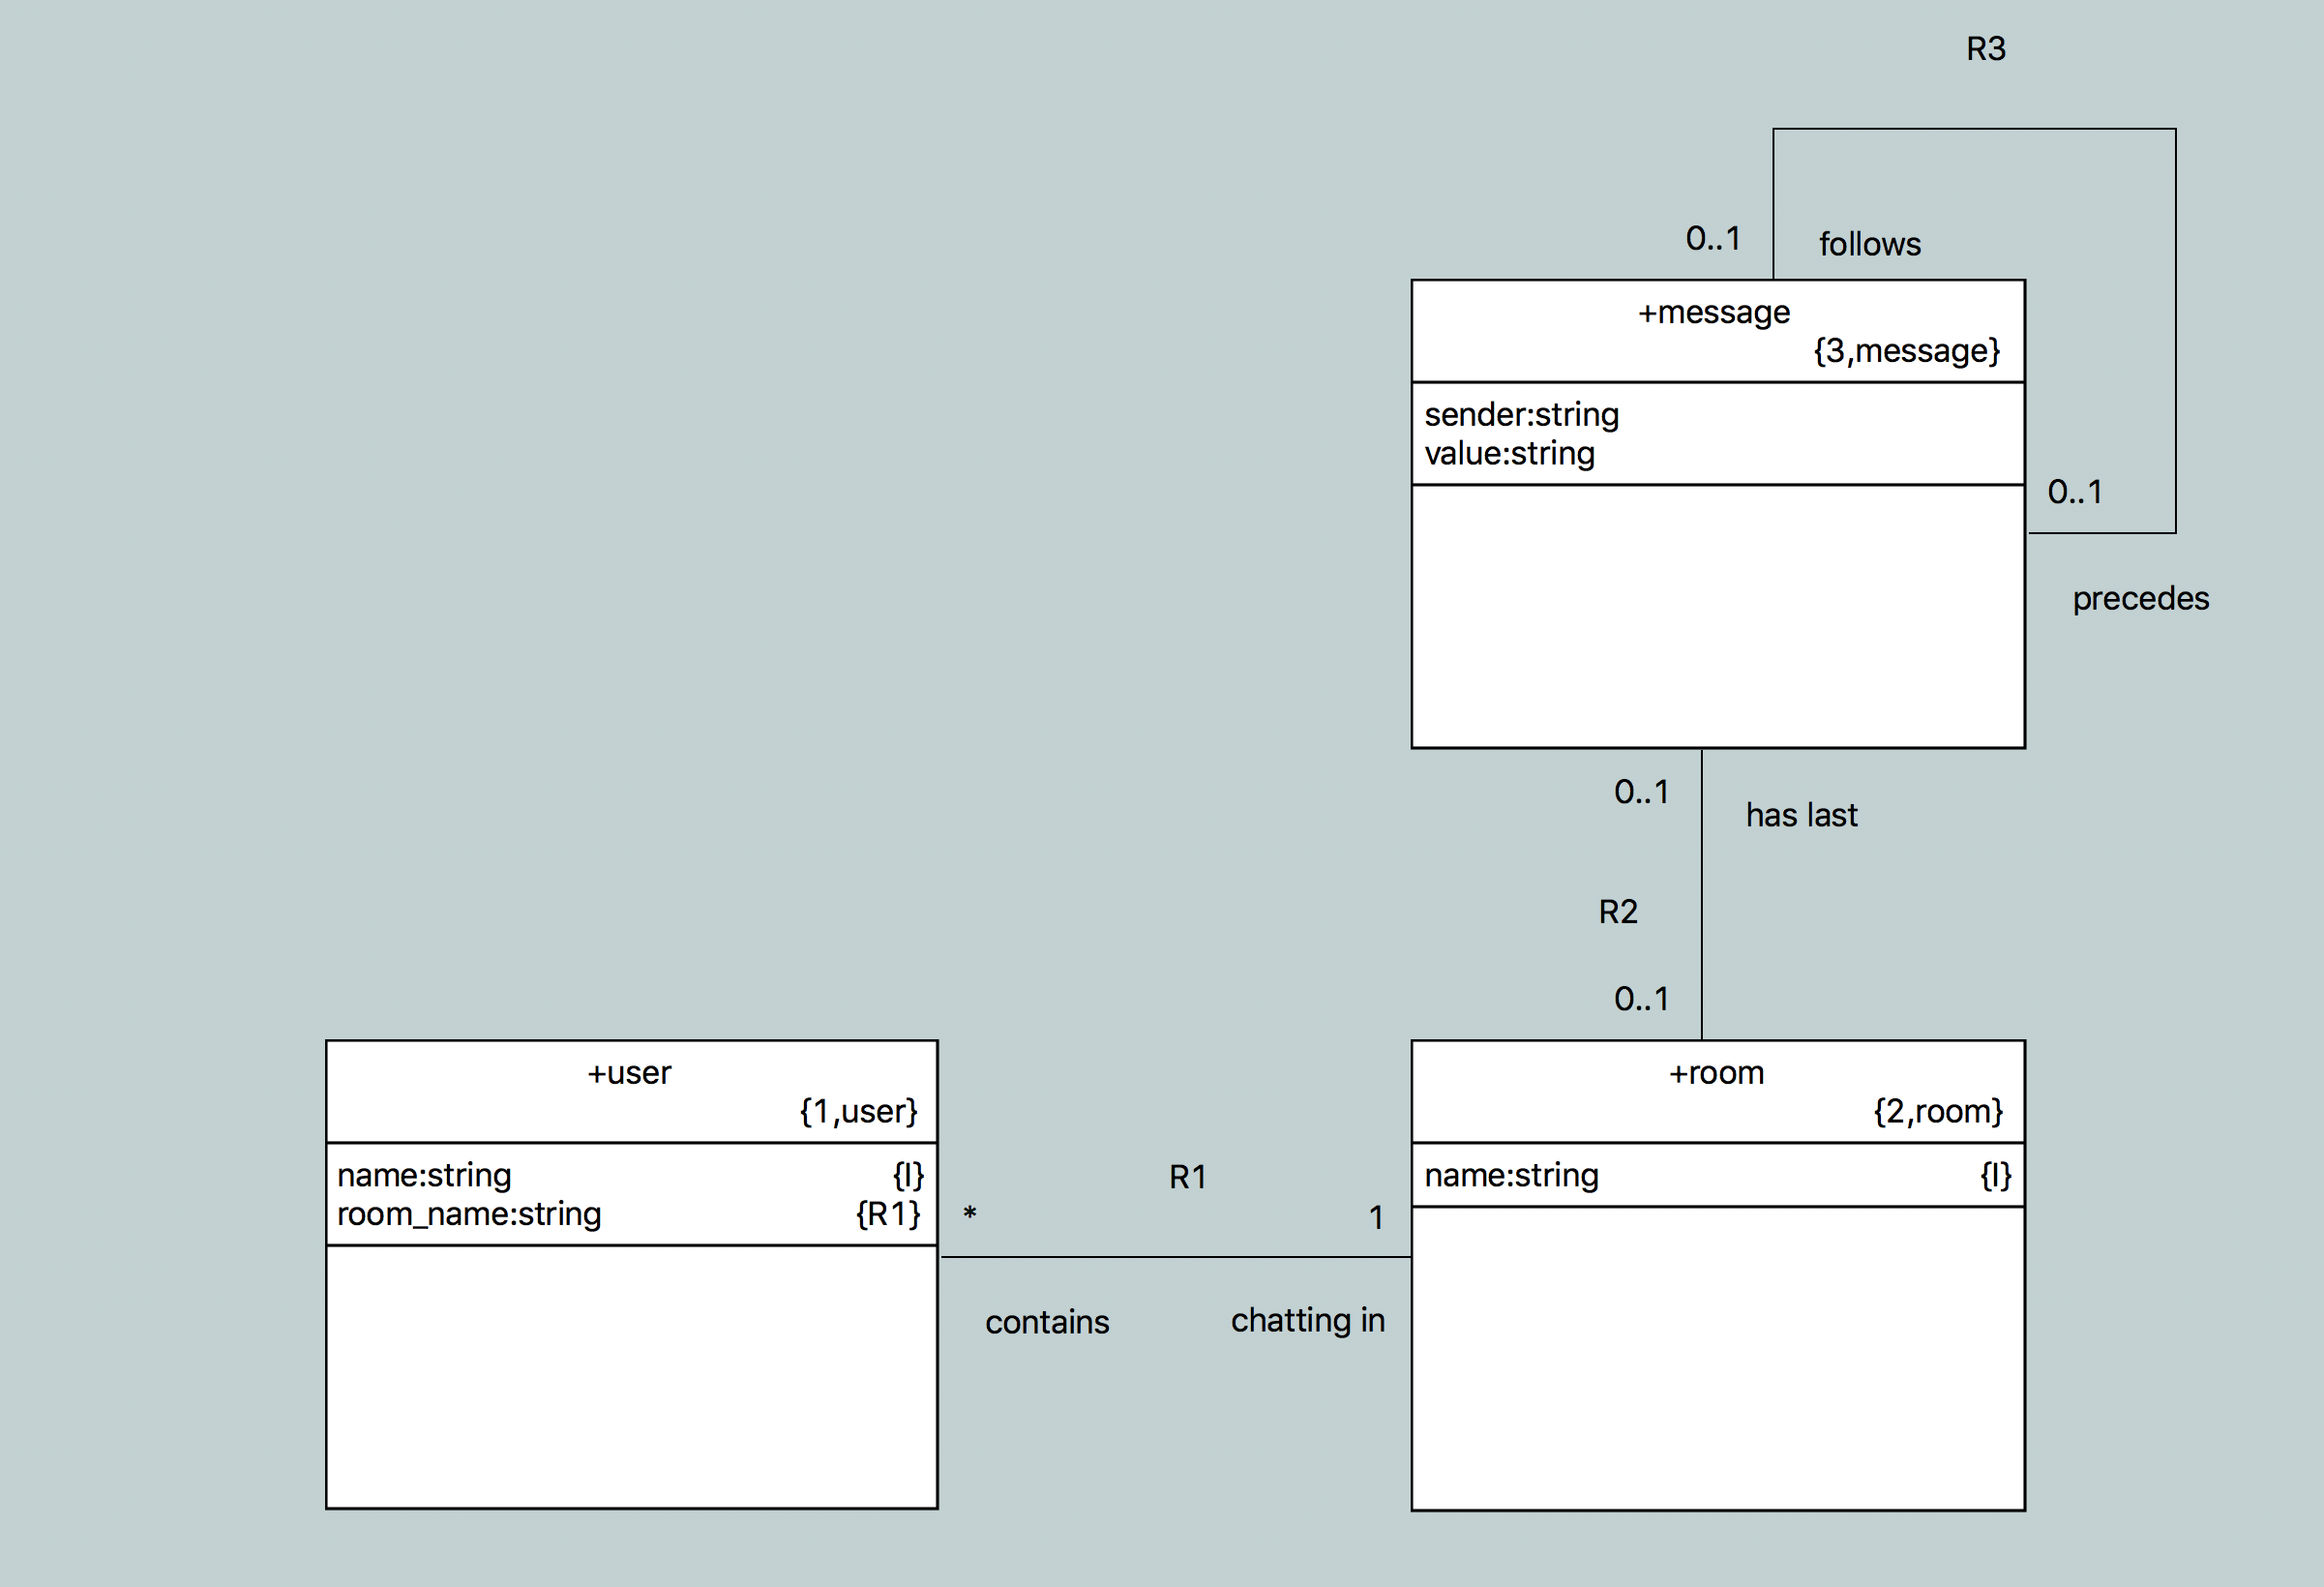 R3
0..1
follows
+message
{3,message}
sender:string
value:string
0..1
precedes
0..1
has last
R2
0..1
+user
{1,user}
name:string {I}
room_name:string {R1}
R1
*
1
contains
chatting in
+room
{2,room}
name:string {I}